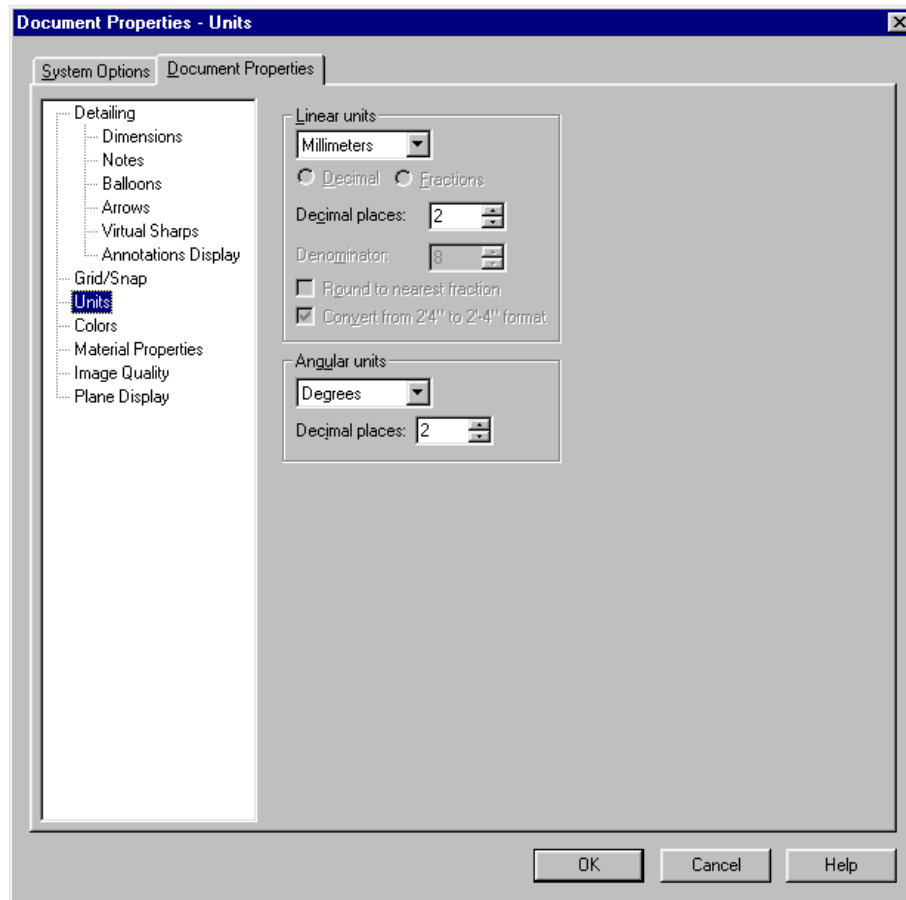 Document Properties - Units
System Options Document Properties
Detailing
Dimensions
Notes
Balloons
Arrows
Virtual Sharps
Annotations Display
Grid/Snap
Units
Colors
Material Properties
Image Quality
Plane Display
Linear units
Millimeters
Decimal Fractions
Decimal places: 2
Denominator: 8
Round to nearest fraction
Convert from 2'4" to 2'-4" format
Angular units
Degrees
Decimal places: 2
OK Cancel Help